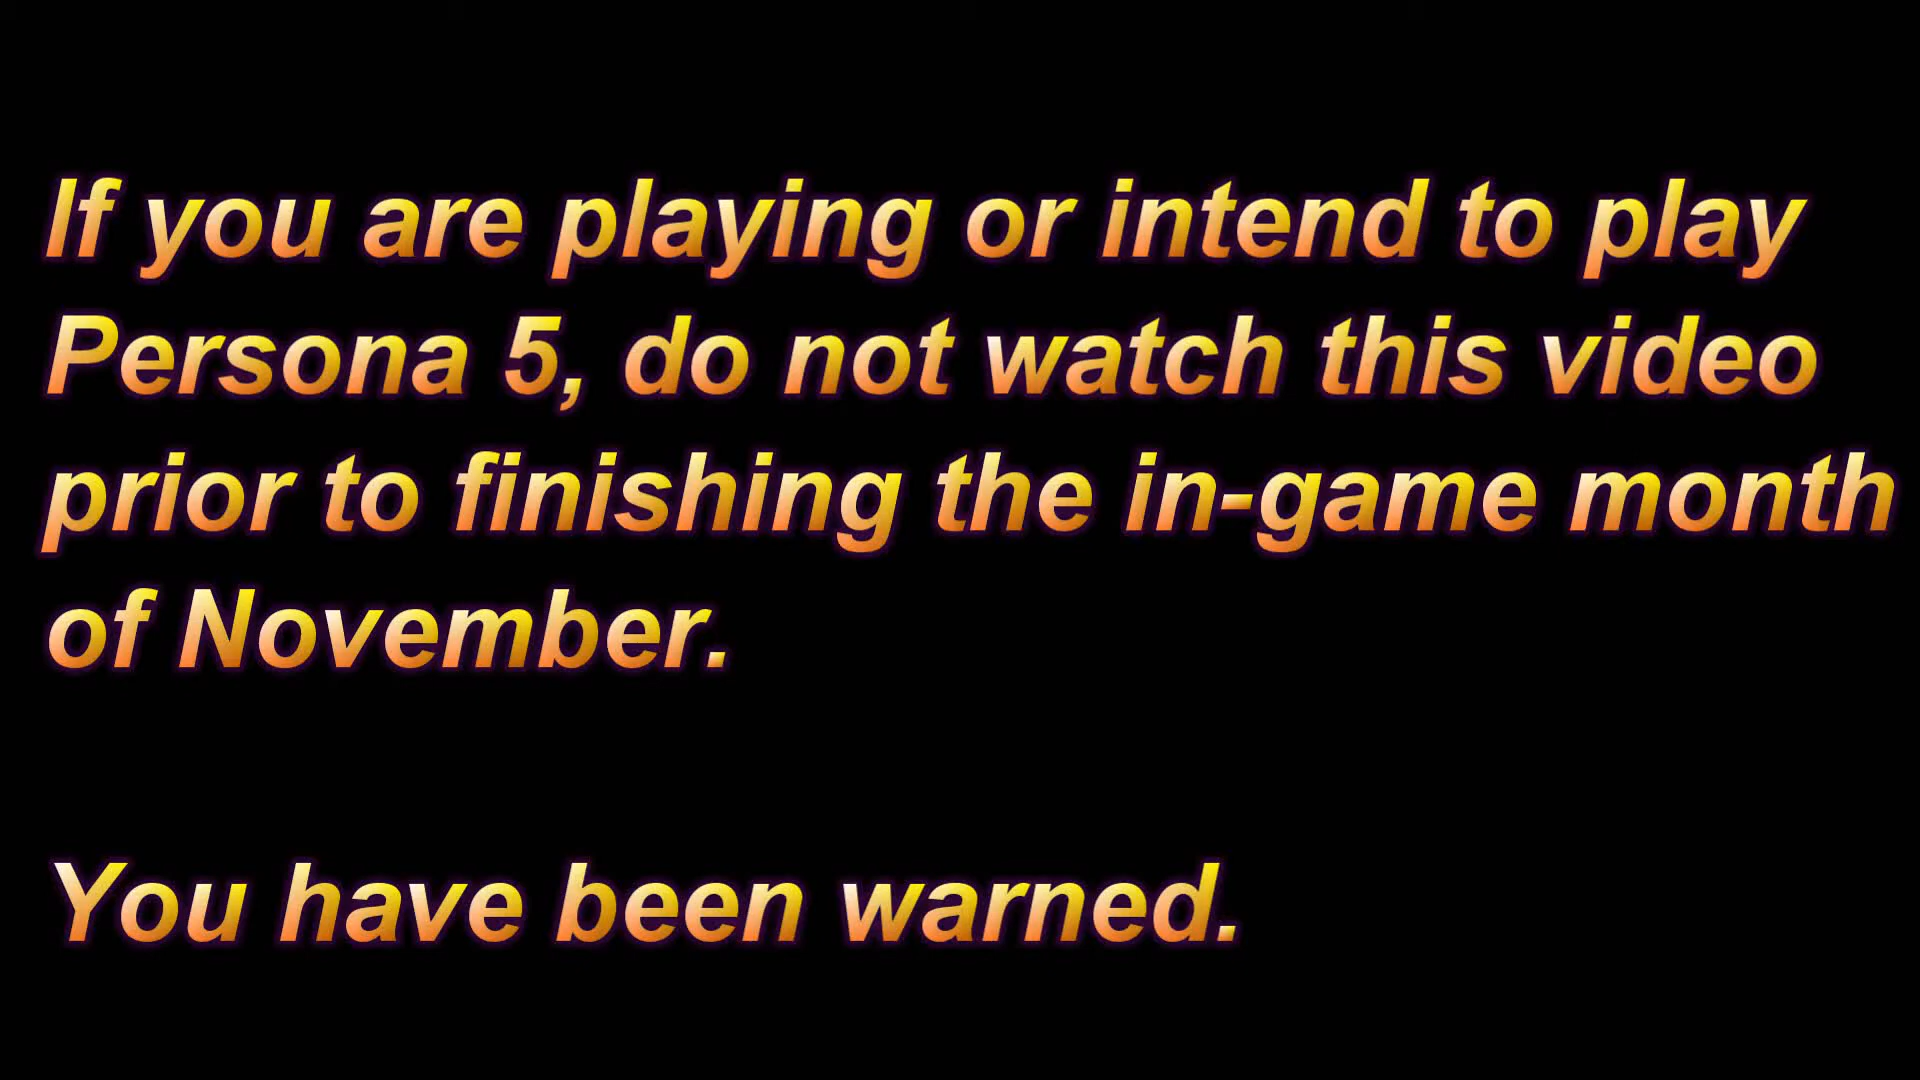 If you are playing or intend to play
Persona 5, do not watch this video
prior to finishing the in-game month
of November.
You have been warned.